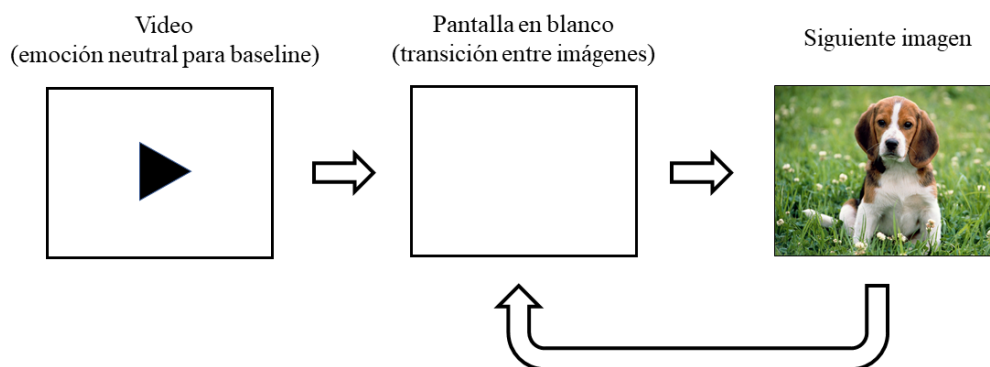 Video
(emoción neutral para baseline)
Pantalla en blanco
(transición entre imágenes)
Siguiente imagen